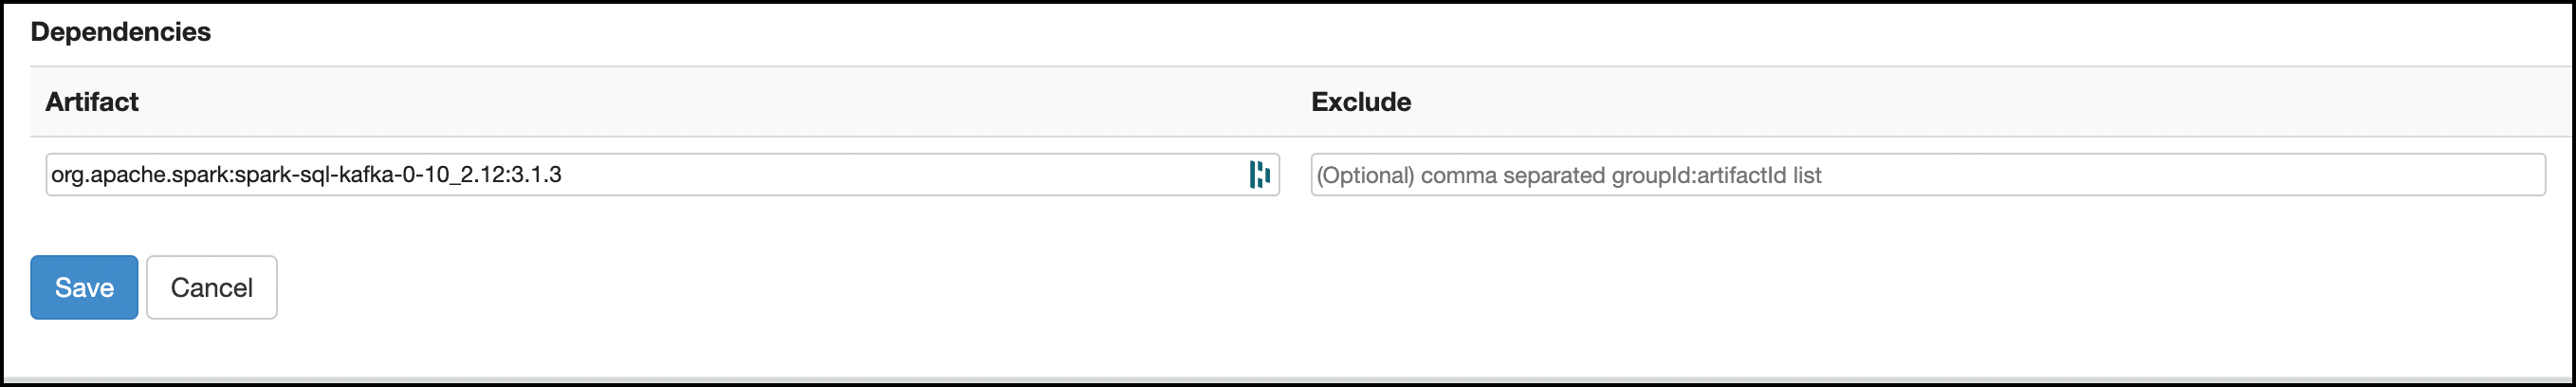 Dependencies
Artifact Exclude
org.apache.spark:spark-sql-kafka-0-10_2.12:3.1.3 (Optional) comma separated groupId:artifactId list
Save Cancel